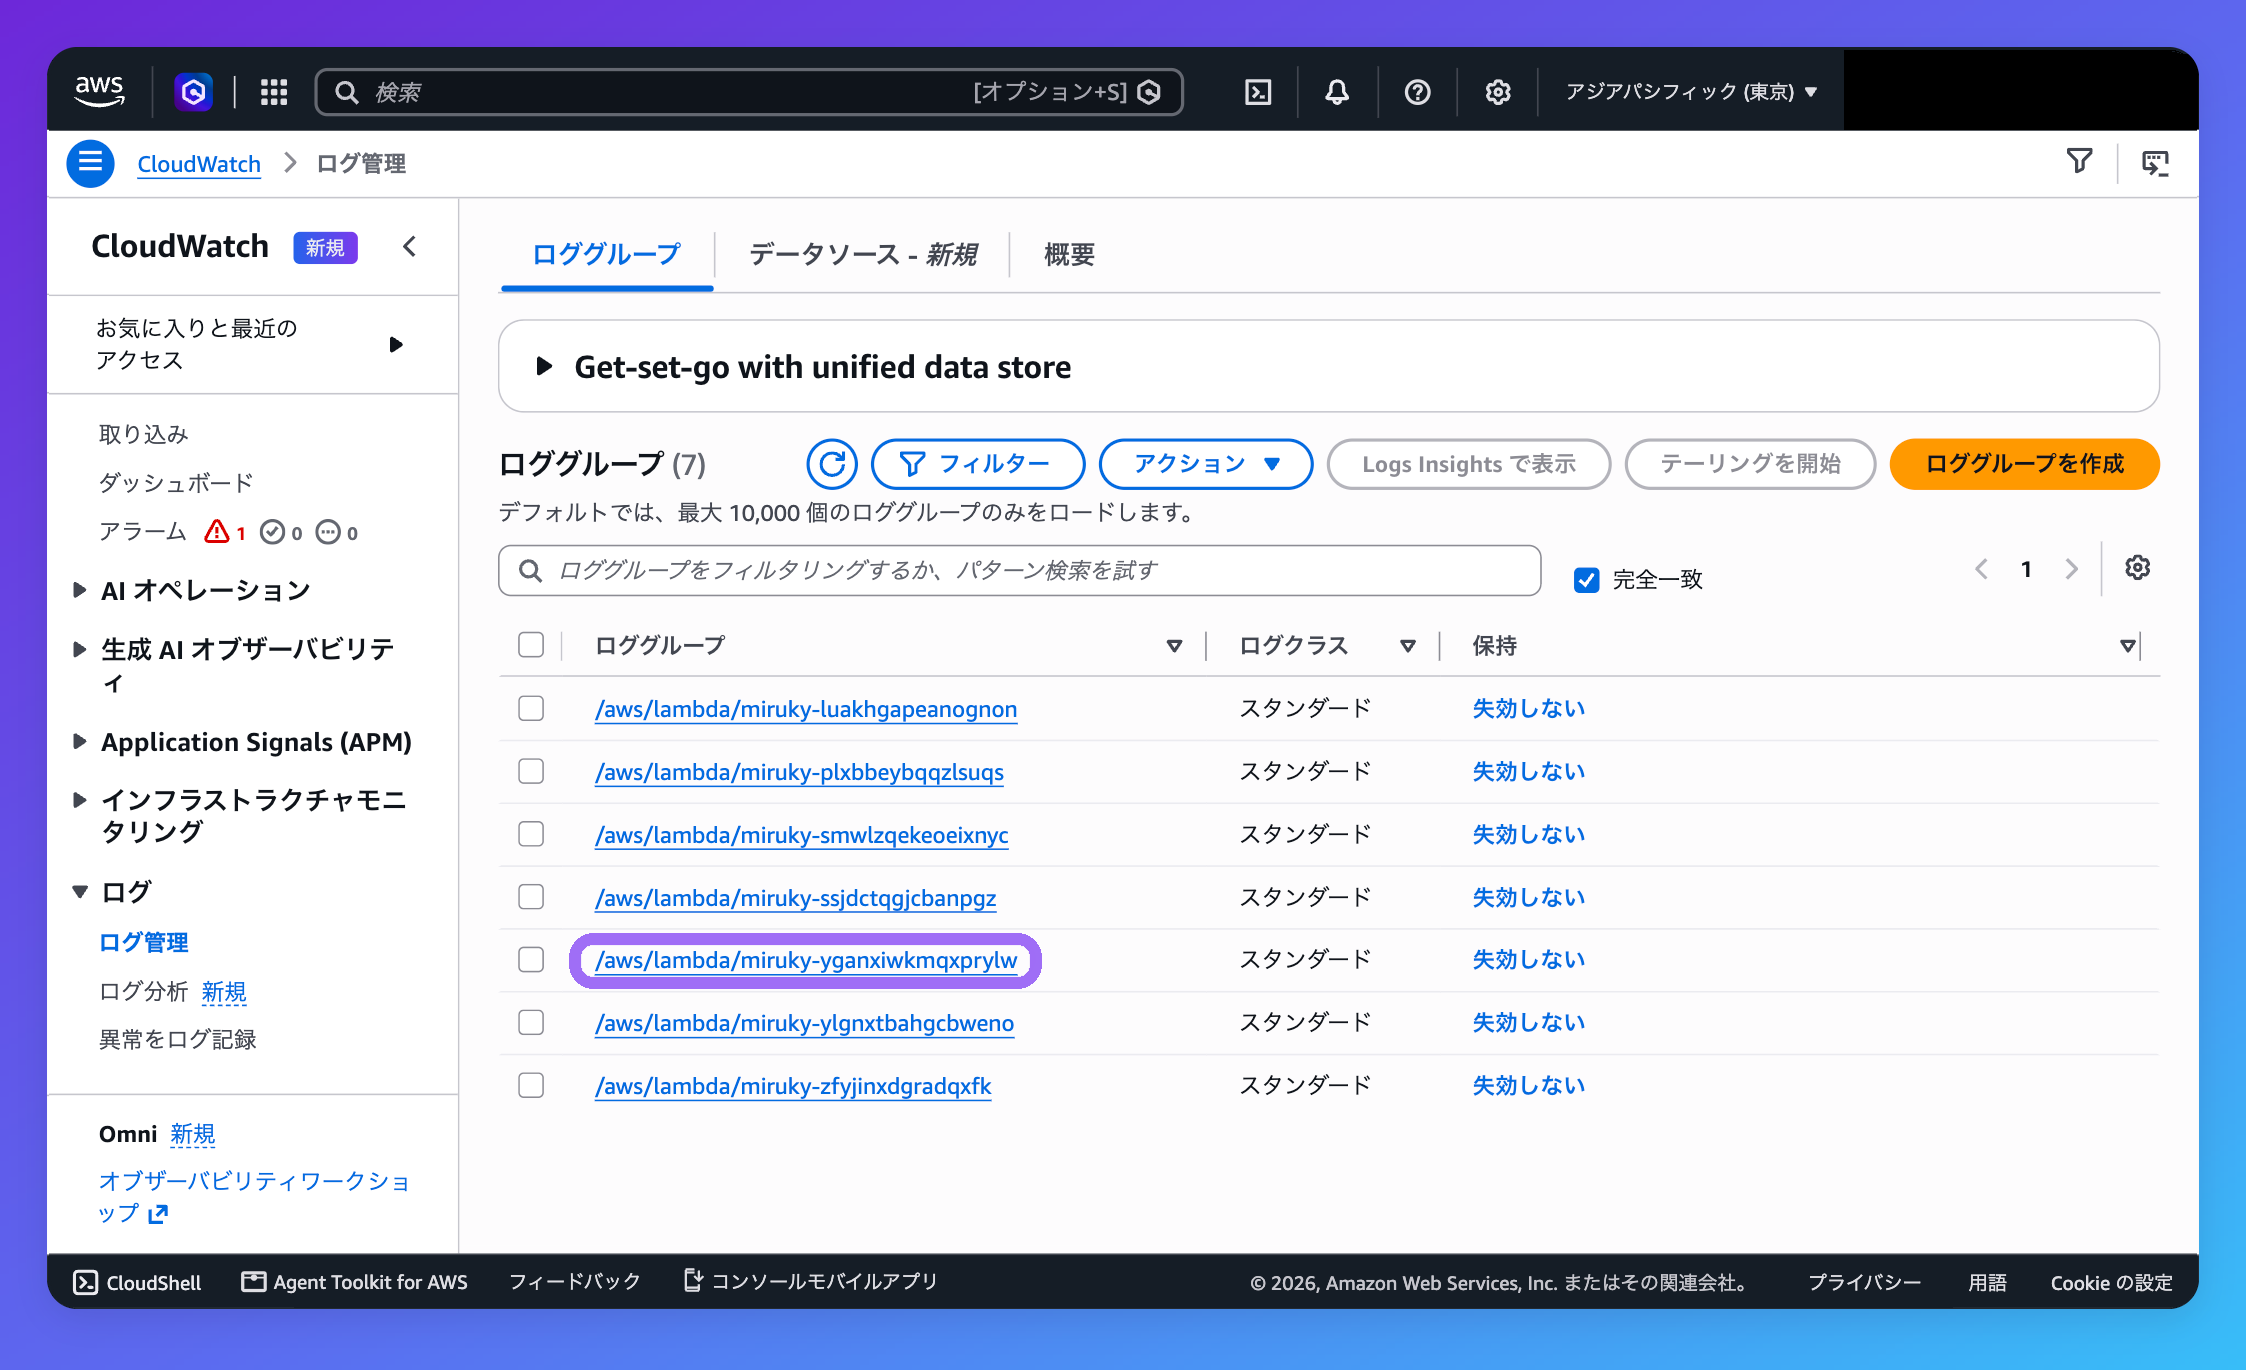 aws
検索 [オプション+S]
アジアパシフィック (東京)
CloudWatch
ログ管理
CloudWatch 新規
お気に入りと最近の
アクセス
取り込み
ダッシュボード
アラーム 1 0 0
AI オペレーション
生成 AI オブザーバビリテ
ィ
Application Signals (APM)
インフラストラクチャモニ
タリング
ログ
ログ管理
ログ分析 新規
異常をログ記録
Omni 新規
オブザーバビリティワークショ
ップ
ロググループ
データソース - 新規
概要
Get-set-go with unified data store
ロググループ (7)
フィルター
アクション
Logs Insights で表示
テーリングを開始
ロググループを作成
デフォルトでは、最大 10,000 個のロググループのみをロードします。
ロググループをフィルタリングするか、パターン検索を試す
完全一致
1
ロググループ ログクラス 保持
/aws/lambda/miruky-luakhgapeanognon スタンダード 失効しない
/aws/lambda/miruky-plxbbeybqqzlsuqs スタンダード 失効しない
/aws/lambda/miruky-smwlzqekeoeixnyc スタンダード 失効しない
/aws/lambda/miruky-ssjdctqgjcbanpgz スタンダード 失効しない
/aws/lambda/miruky-yganxiwkmqxprylw スタンダード 失効しない
/aws/lambda/miruky-ylgnxtbahgcbweno スタンダード 失効しない
/aws/lambda/miruky-zfyjinxdgradqxfk スタンダード 失効しない
CloudShell
Agent Toolkit for AWS
フィードバック
コンソールモバイルアプリ
© 2026, Amazon Web Services, Inc. またはその関連会社。
プライバシー
用語
Cookie の設定